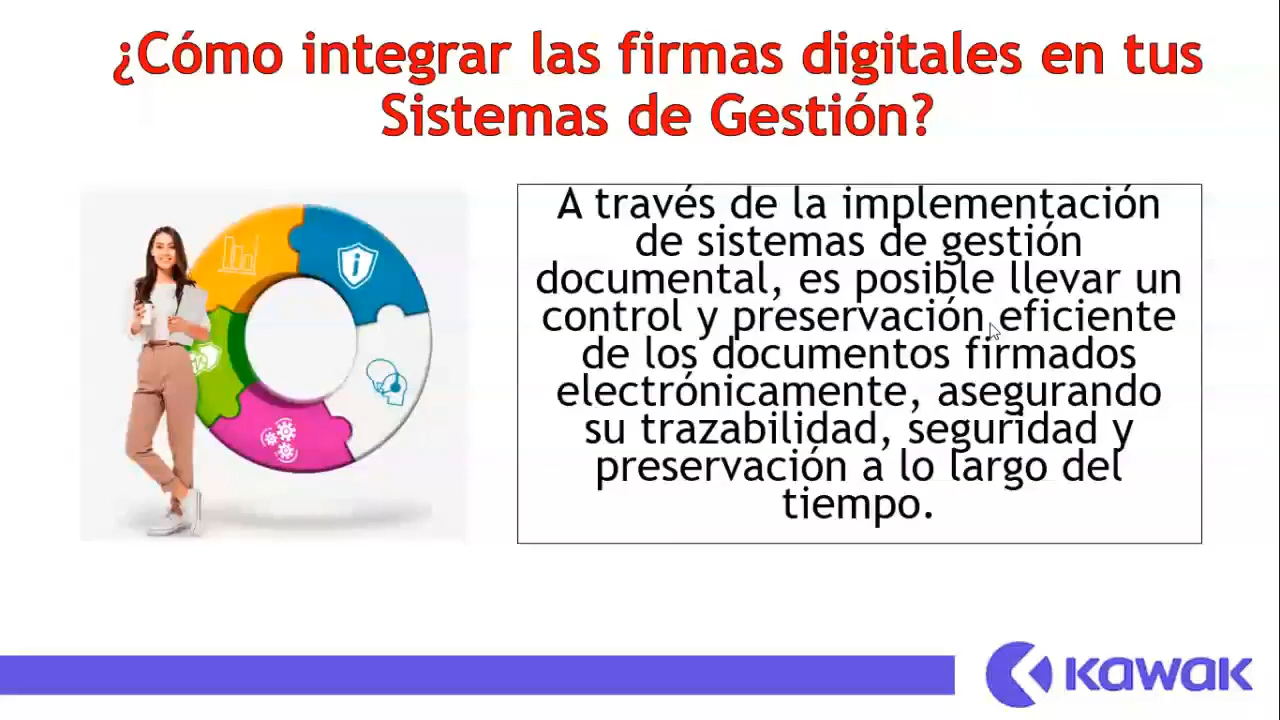 ¿Cómo integrar las firmas digitales en tus
Sistemas de Gestión?
A través de la implementación
de sistemas de gestión
documental, es posible llevar un
control y preservación eficiente
de los documentos firmados
electrónicamente, asegurando
su trazabilidad, seguridad y
preservación a lo largo del
tiempo.
KAWAK